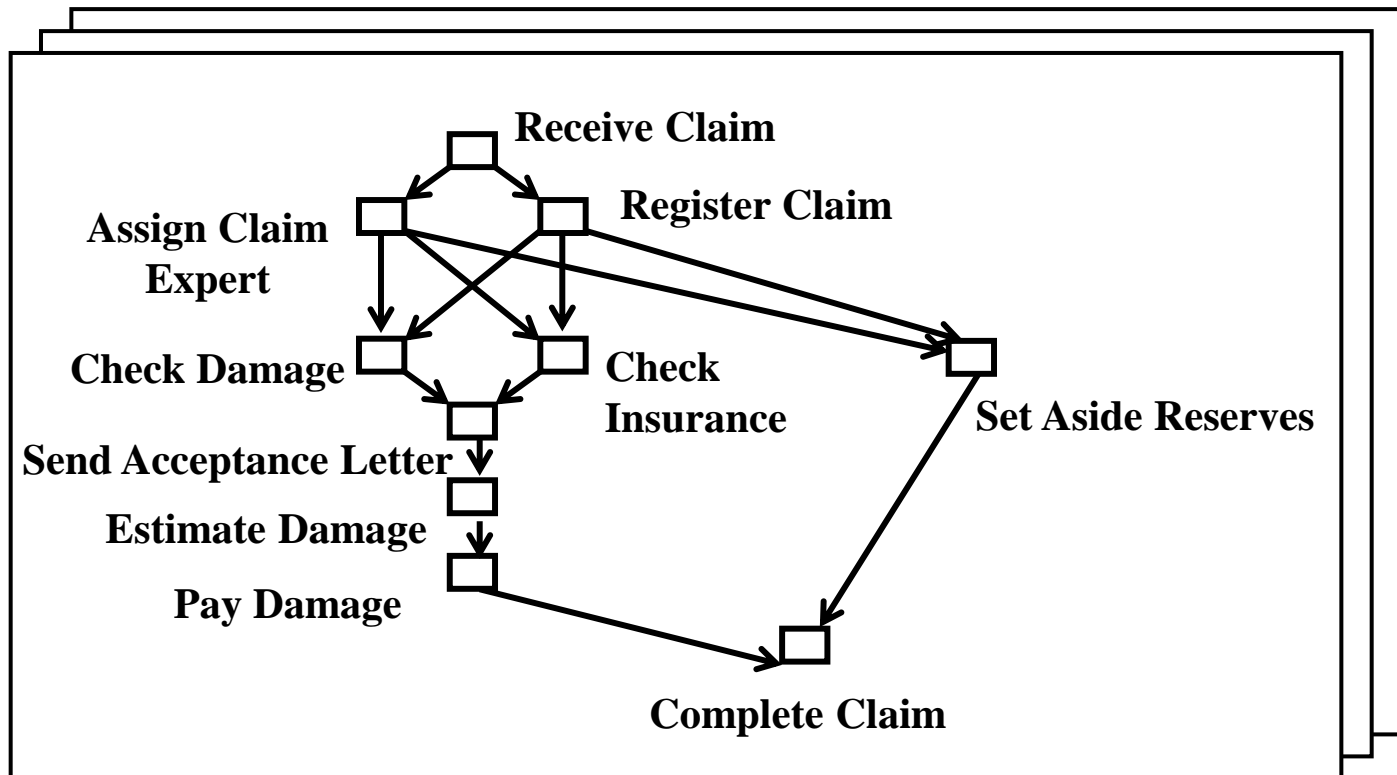 Receive Claim
Assign Claim
Expert
Register Claim
Check Damage
Check
Insurance
Set Aside Reserves
Send Acceptance Letter
Estimate Damage
Pay Damage
Complete Claim